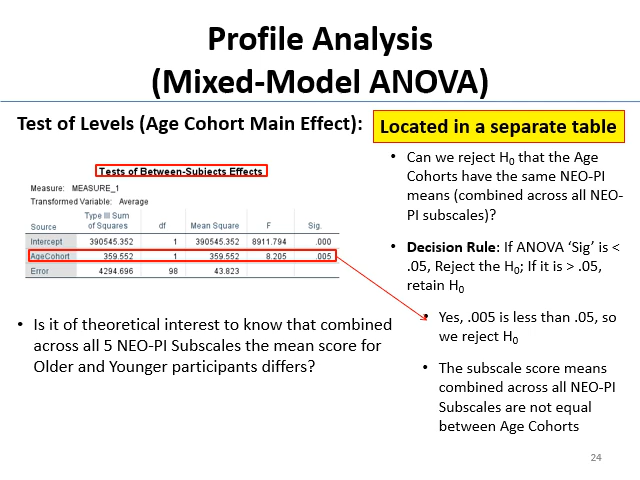 Profile Analysis
(Mixed-Model ANOVA)
Test of Levels (Age Cohort Main Effect):
Located in a separate table
Tests of Between-Subjects Effects
Measure: MEASURE_1
Transformed Variable: Average
Source Type III Sum of Squares df Mean Square F Sig.
Intercept 390545.352 1 390545.352 8911.794 .000
AgeCohort 359.552 1 359.552 8.205 .005
Error 4294.696 98 43.823
• Is it of theoretical interest to know that combined
across all 5 NEO-PI Subscales the mean score for
Older and Younger participants differs?
• Can we reject H0 that the Age
Cohorts have the same NEO-PI
means (combined across all NEO-
PI subscales)?
• Decision Rule: If ANOVA ‘Sig’ is <
.05, Reject the H0; If it is > .05,
retain H0
• Yes, .005 is less than .05, so
we reject H0
• The subscale score means
combined across all NEO-PI
Subscales are not equal
between Age Cohorts
24